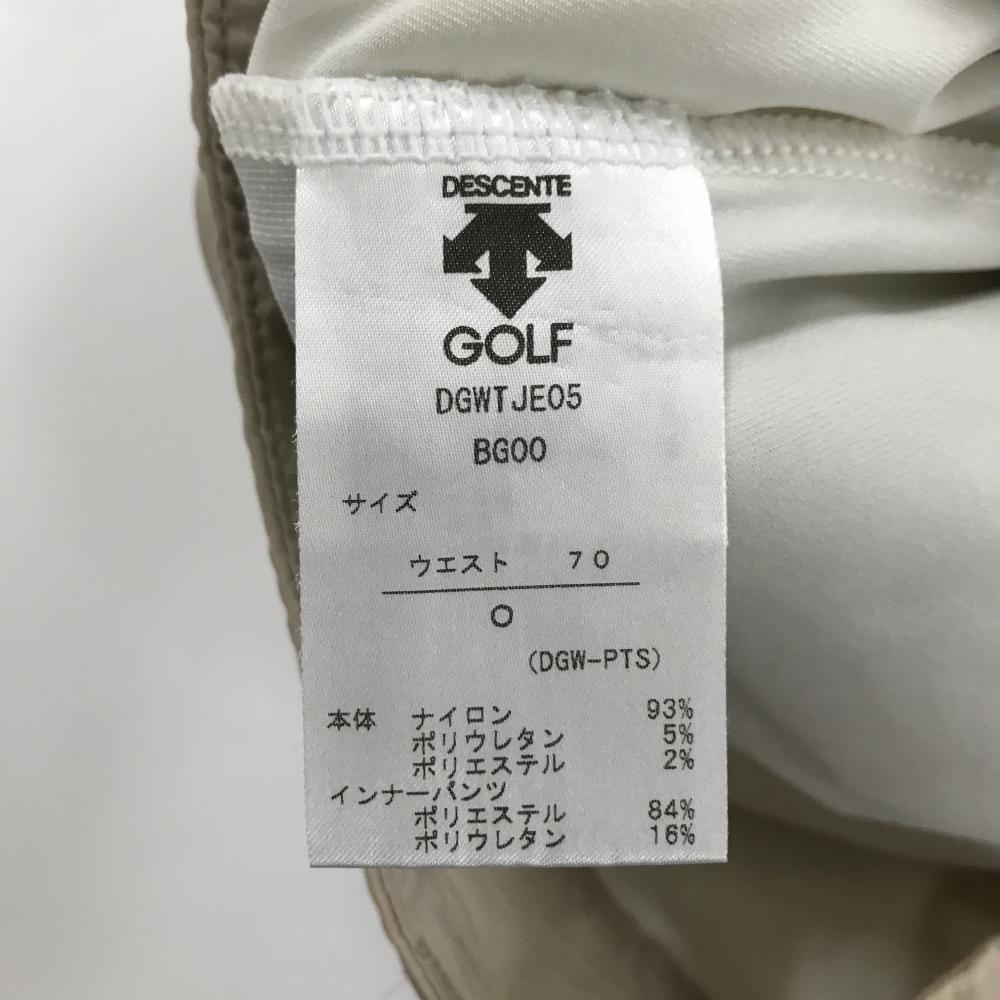 DESCENTE
GOLF
DGWTJE05
BG00
サイズ
ウエスト 70
O
(DGW-PTS)
本体 ナイロン 93%
ポリウレタン 5%
ポリエステル 2%
インナーパンツ
ポリエステル 84%
ポリウレタン 16%